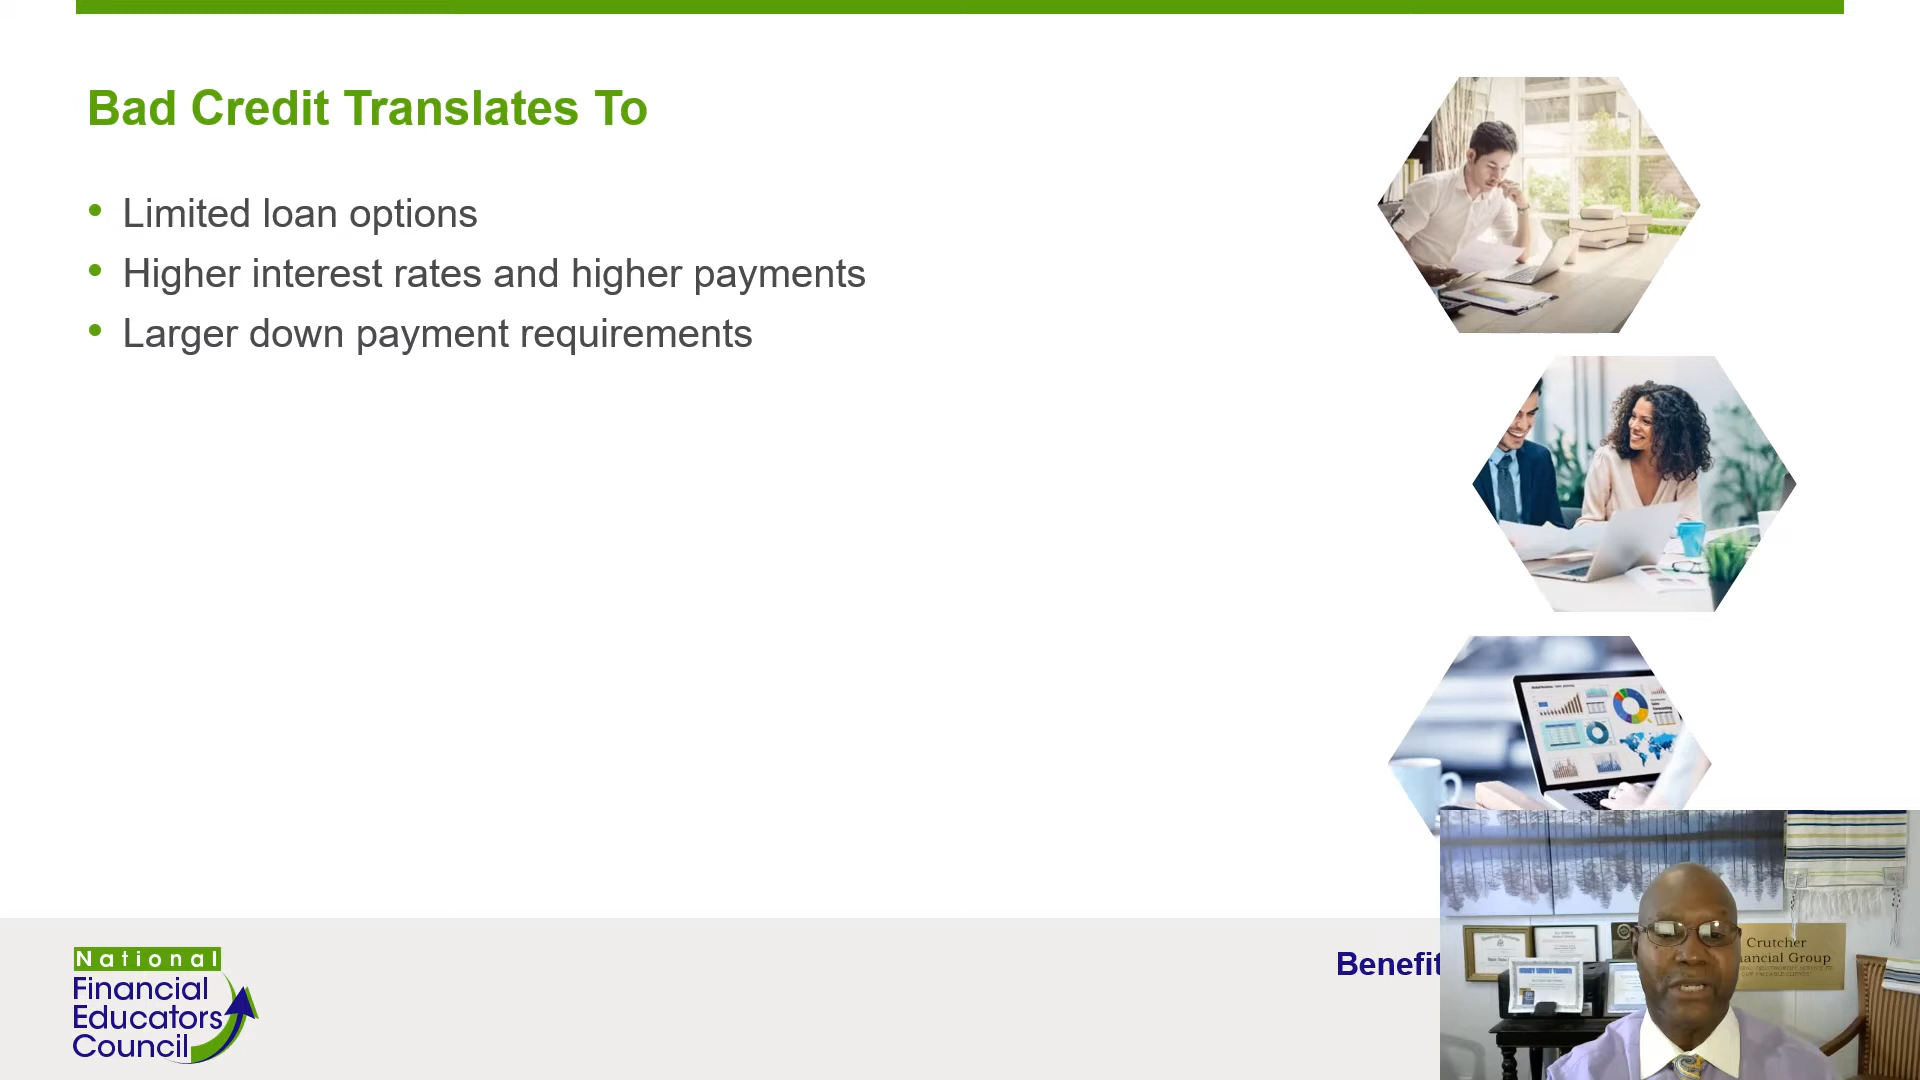 Bad Credit Translates To
• Limited loan options
• Higher interest rates and higher payments
• Larger down payment requirements
National
Financial
Educators
Council
Benefit
Crutcher
ancial Group